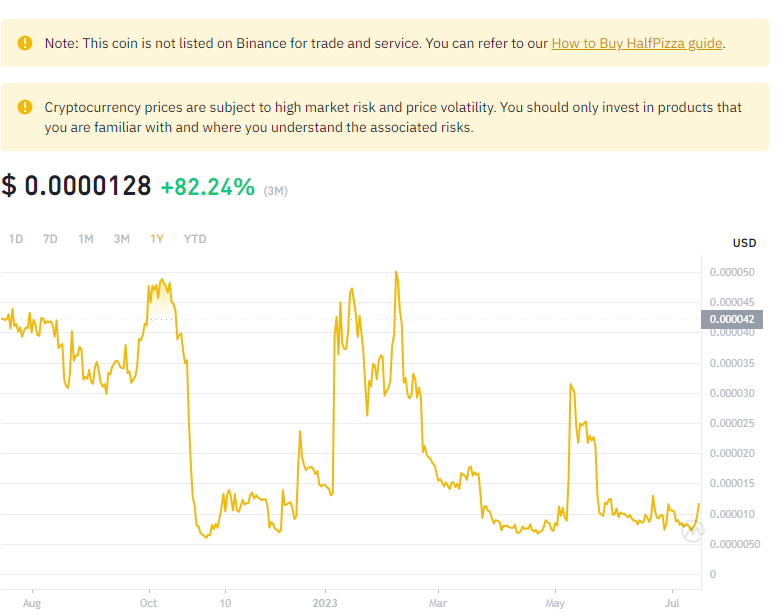 Note: This coin is not listed on Binance for trade and service. You can refer to our How to Buy HalfPizza guide.
Cryptocurrency prices are subject to high market risk and price volatility. You should only invest in products that
you are familiar with and where you understand the associated risks.
$ 0.0000128 +82.24% (3M)
1D 7D 1M 3M 1Y YTD
USD
0.000050
0.000045
0.000042
0.000040
0.000035
0.000030
0.000025
0.000020
0.000015
0.000010
0.0000050
0
Aug Oct 10 2023 Mar May Jul